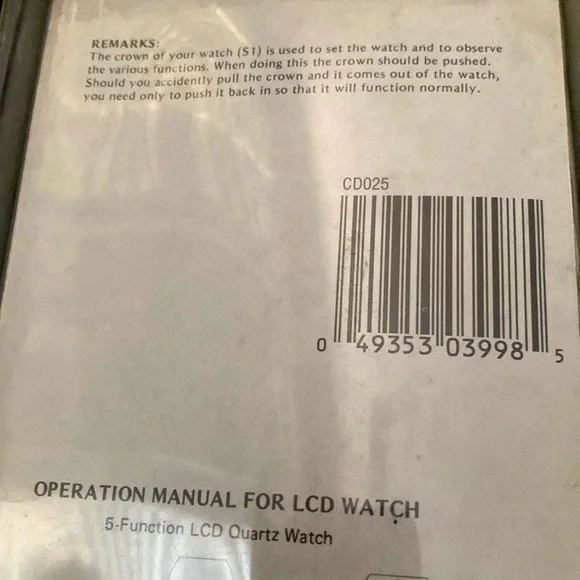 REMARKS:
The crown of your watch (S1) is used to set the watch and to observe
the various functions. When doing this the crown should be pushed.
Should you accidently pull the crown and it comes out of the watch,
you need only to push it back in so that it will function normally.
CD025
0 49353 03998 5
OPERATION MANUAL FOR LCD WATCH
5-Function LCD Quartz Watch